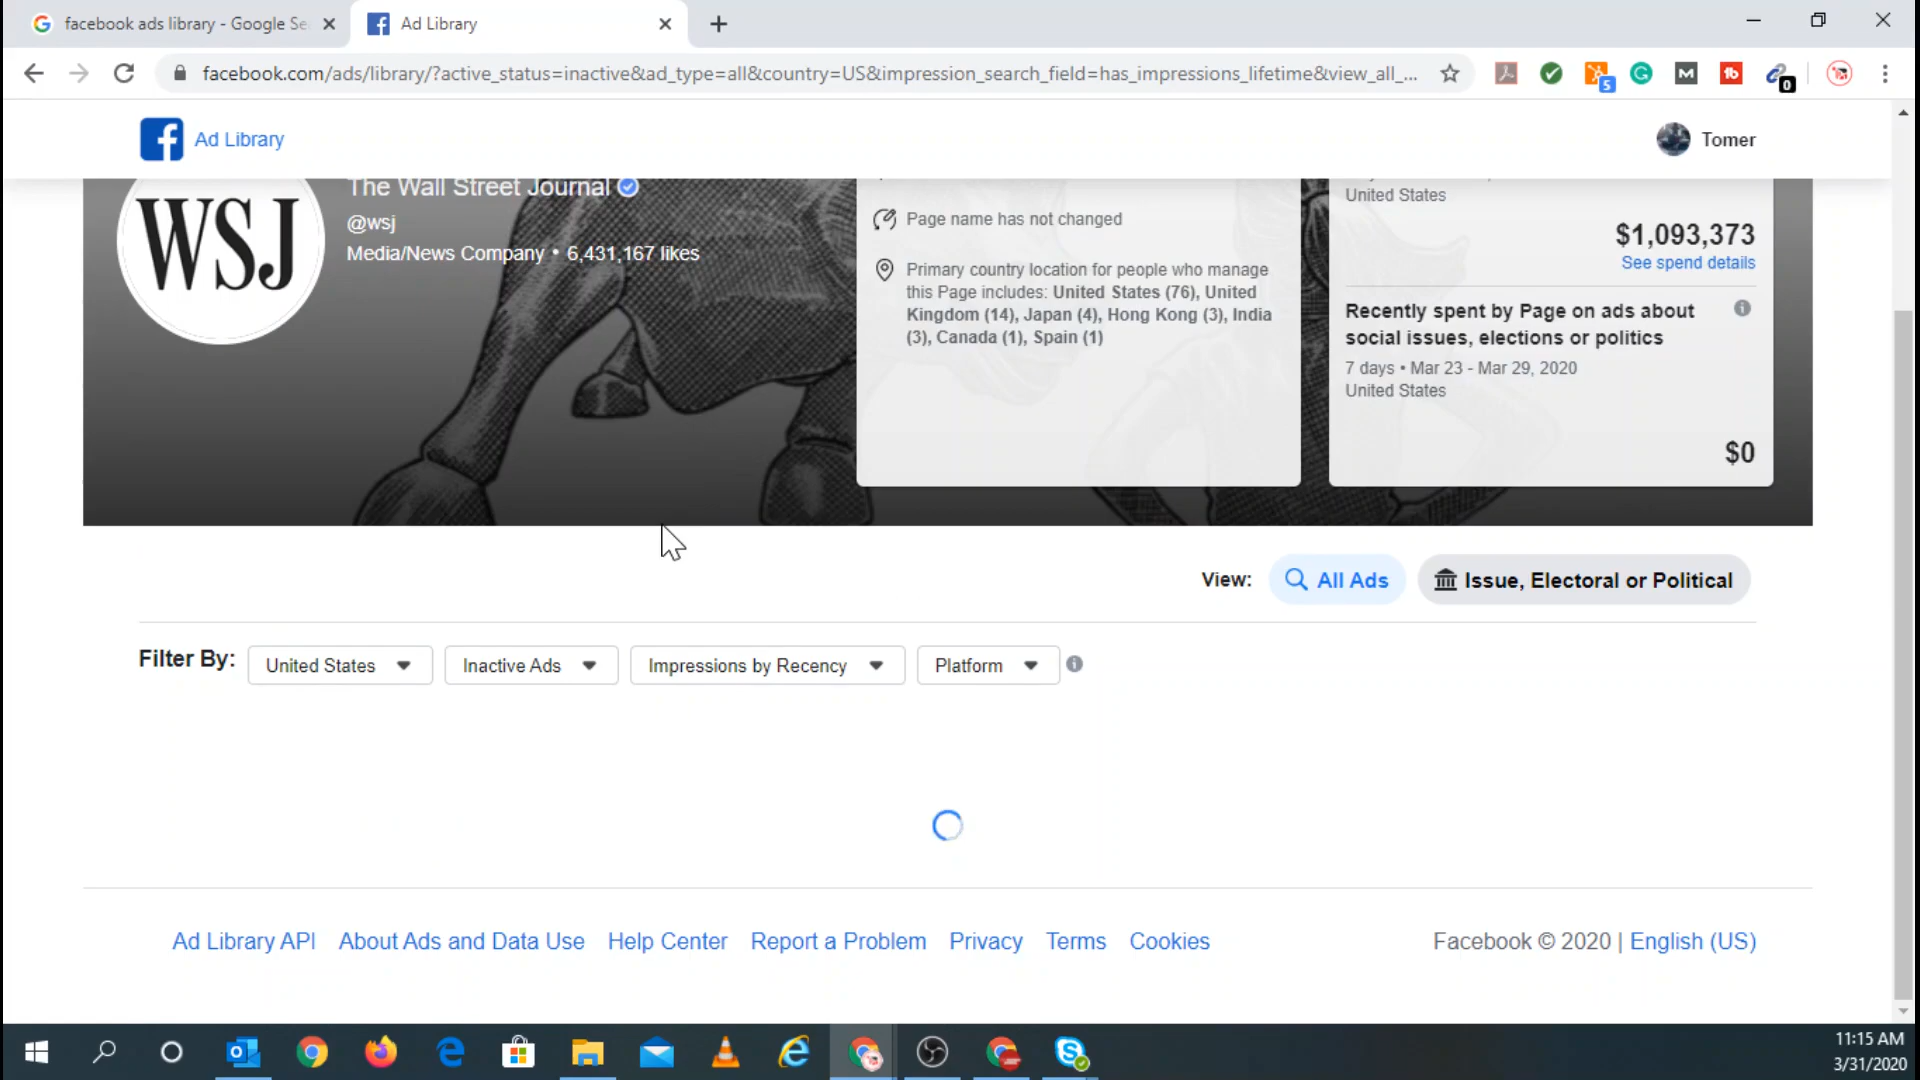 facebook ads library - Google Se
Ad Library
facebook.com/ads/library/?active_status=inactive&ad_type=all&country=US&impression_search_field=has_impressions_lifetime&view_all_...
5
0
Ad Library
Tomer
WSJ
The Wall Street Journal
@wsj
Media/News Company • 6,431,167 likes
Page name has not changed
Primary country location for people who manage
this Page includes: United States (76), United
Kingdom (14), Japan (4), Hong Kong (3), India
(3), Canada (1), Spain (1)
United States
$1,093,373
See spend details
Recently spent by Page on ads about
social issues, elections or politics
7 days • Mar 23 - Mar 29, 2020
United States
$0
View: All Ads Issue, Electoral or Political
Filter By: United States Inactive Ads Impressions by Recency Platform
Ad Library API About Ads and Data Use Help Center Report a Problem Privacy Terms Cookies
Facebook © 2020 | English (US)
11:15 AM
3/31/2020